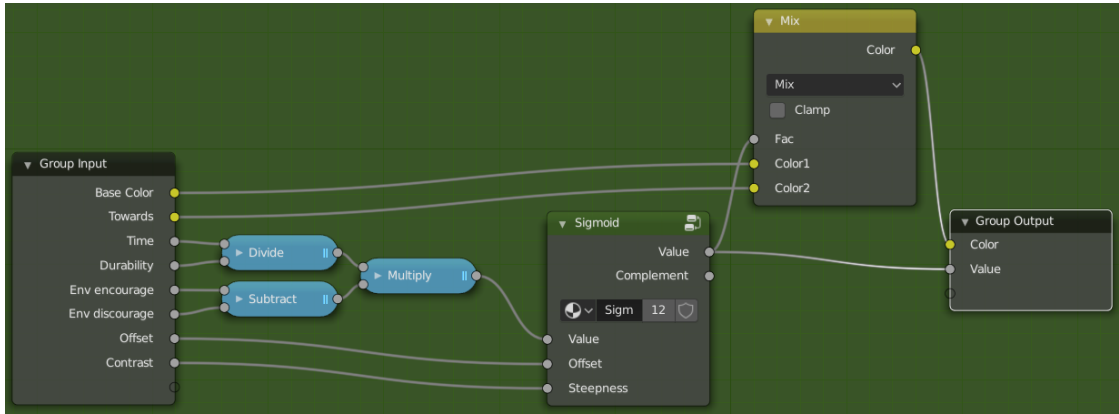 Mix
Color
Mix
Clamp
Fac
Color1
Color2
Group Input
Base Color
Towards
Time
Durability
Env encourage
Env discourage
Offset
Contrast
Divide
Subtract
Multiply
Sigmoid
Value
Complement
Sigm 12
Value
Offset
Steepness
Group Output
Color
Value